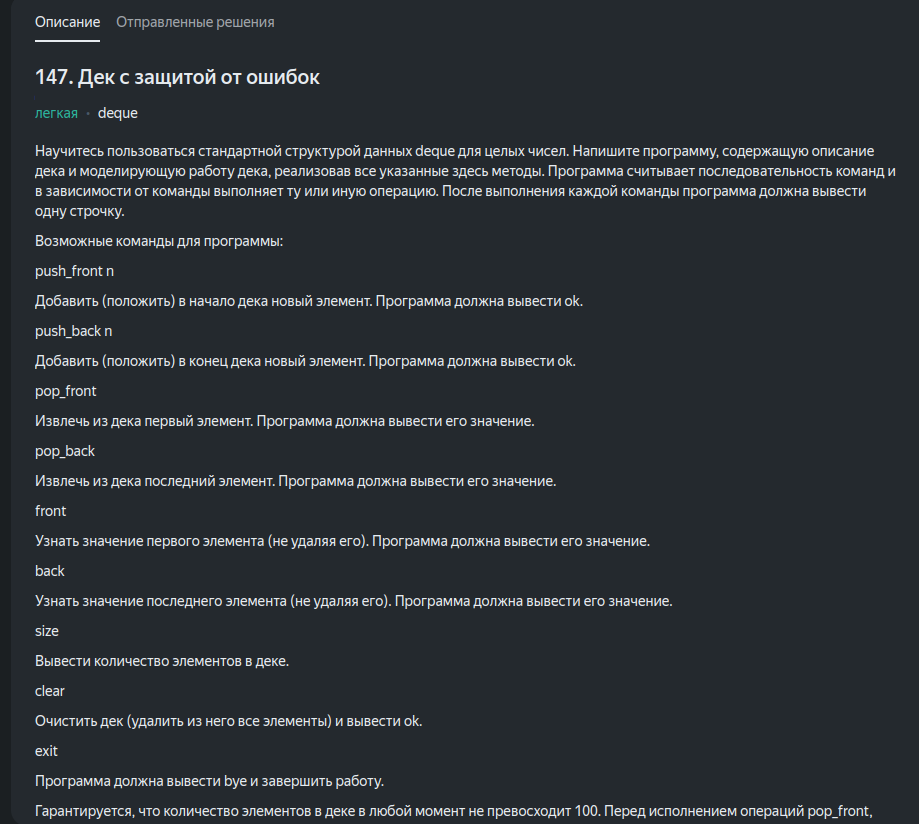 Описание Отправленные решения
147. Дек с защитой от ошибок
легкая · deque
Научитесь пользоваться стандартной структурой данных deque для целых чисел. Напишите программу, содержащую описание
дека и моделирующую работу дека, реализовав все указанные здесь методы. Программа считывает последовательность команд и
в зависимости от команды выполняет ту или иную операцию. После выполнения каждой команды программа должна вывести
одну строчку.
Возможные команды для программы:
push_front n
Добавить (положить) в начало дека новый элемент. Программа должна вывести ok.
push_back n
Добавить (положить) в конец дека новый элемент. Программа должна вывести ok.
pop_front
Извлечь из дека первый элемент. Программа должна вывести его значение.
pop_back
Извлечь из дека последний элемент. Программа должна вывести его значение.
front
Узнать значение первого элемента (не удаляя его). Программа должна вывести его значение.
back
Узнать значение последнего элемента (не удаляя его). Программа должна вывести его значение.
size
Вывести количество элементов в деке.
clear
Очистить дек (удалить из него все элементы) и вывести ok.
exit
Программа должна вывести bye и завершить работу.
Гарантируется, что количество элементов в деке в любой момент не превосходит 100. Перед исполнением операций pop_front,